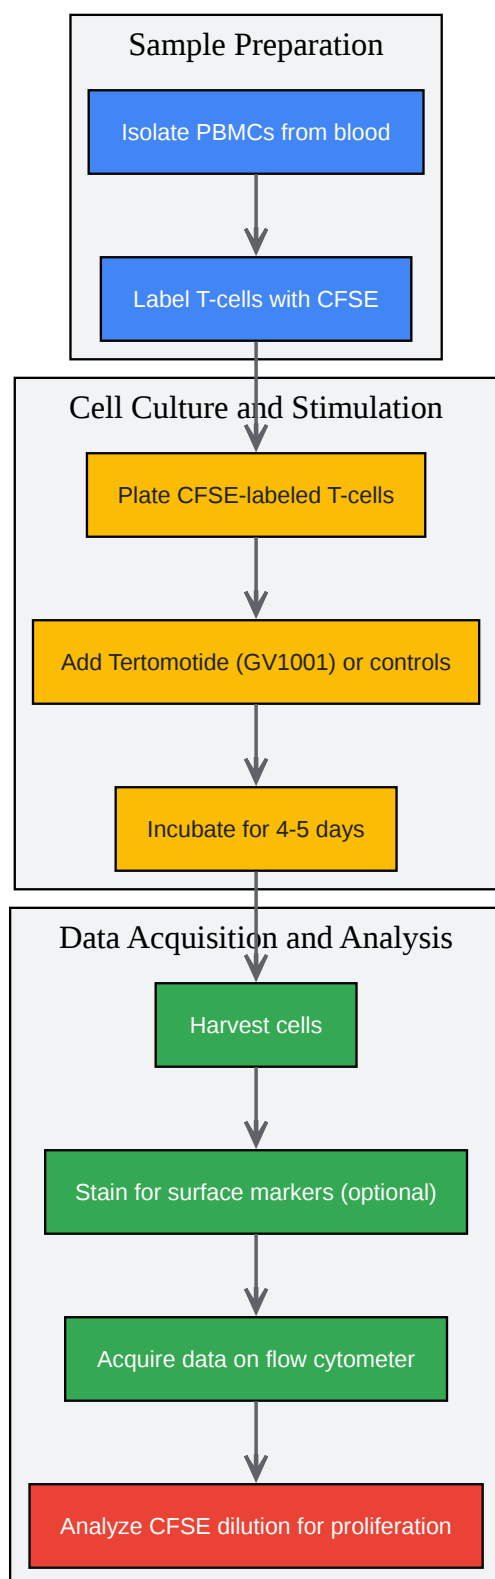 Sample Preparation
Isolate PBMCs from blood
Label T-cells with CFSE
Cell Culture and Stimulation
Plate CFSE-labeled T-cells
Add Tertomotide (GV1001) or controls
Incubate for 4-5 days
Data Acquisition and Analysis
Harvest cells
Stain for surface markers (optional)
Acquire data on flow cytometer
Analyze CFSE dilution for proliferation